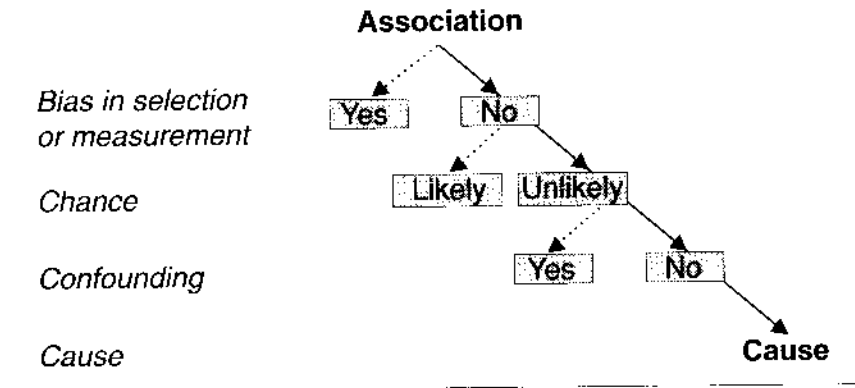 Association
Bias in selection
or measurement
Yes No
Chance
Likely Unlikely
Confounding
Yes No
Cause
Cause